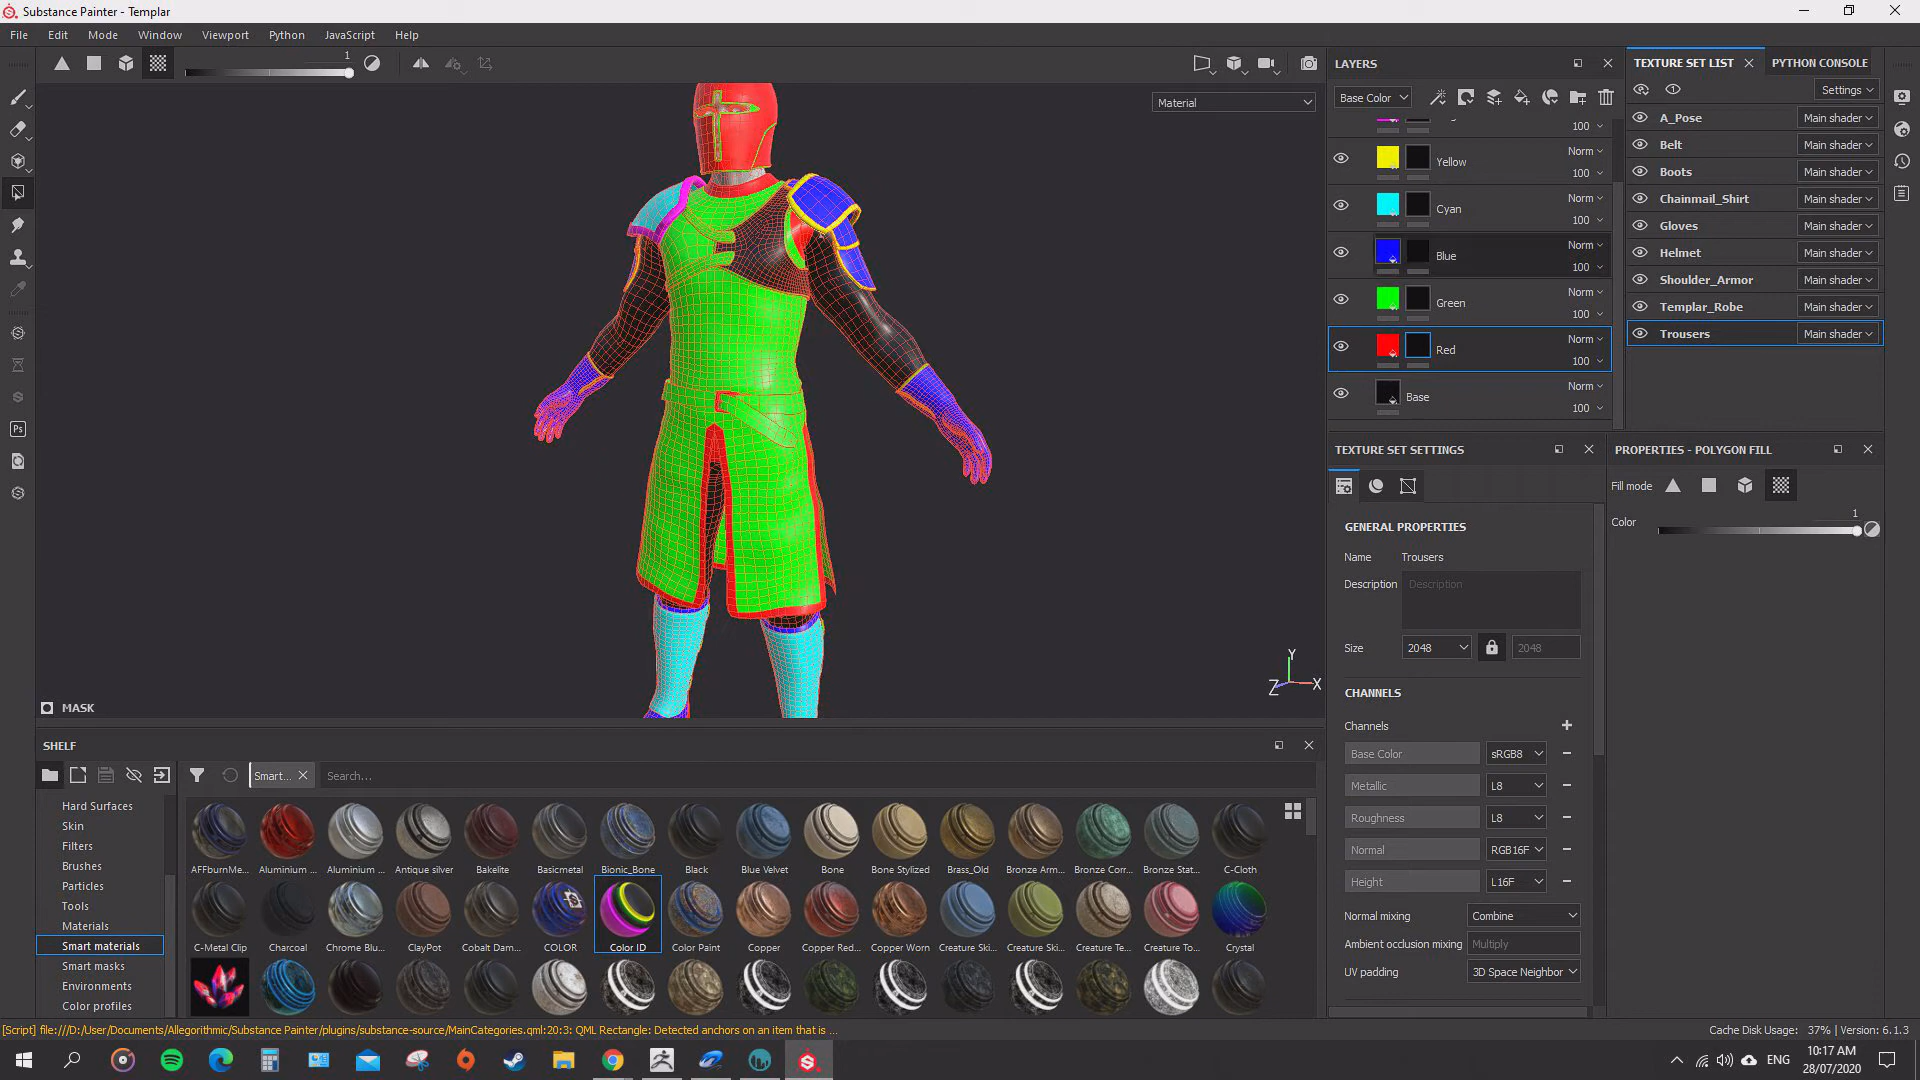 Substance Painter - Templar
File Edit Mode Window Viewport Python JavaScript Help
1
Material
MASK
LAYERS
Base Color
100
Yellow Norm
100
Cyan Norm
100
Blue Norm
100
Green Norm
100
Red Norm
100
Base Norm
100
TEXTURE SET LIST PYTHON CONSOLE
Settings
A_Pose Main shader
Belt Main shader
Boots Main shader
Chainmail_Shirt Main shader
Gloves Main shader
Helmet Main shader
Shoulder_Armor Main shader
Templar_Robe Main shader
Trousers Main shader
TEXTURE SET SETTINGS
GENERAL PROPERTIES
Name Trousers
Description Description
Size 2048 2048
CHANNELS
Channels
Base Color sRGB8
Metallic L8
Roughness L8
Normal RGB16F
Height L16F
Normal mixing Combine
Ambient occlusion mixing Multiply
UV padding 3D Space Neighbor
PROPERTIES - POLYGON FILL
Fill mode
Color 1
Y
Z X
SHELF
Smart... Search...
Hard Surfaces
Skin
Filters
Brushes
Particles
Tools
Materials
Smart materials
Smart masks
Environments
Color profiles
AFFburnMe... Aluminium ... Aluminium ... Antique silver Bakelite Basicmetal Bionic_Bone Black Blue Velvet Bone Bone Stylized Brass_Old Bronze Arm... Bronze Corr... Bronze Stat... C-Cloth
C-Metal Clip Charcoal Chrome Blu... ClayPot Cobalt Dam... COLOR Color ID Color Paint Copper Copper Red... Copper Worn Creature Ski... Creature Ski... Creature Te... Creature To... Crystal
[Script] file:///D:/User/Documents/Allegorithmic/Substance Painter/plugins/substance-source/MainCategories.qml:20:3: QML Rectangle: Detected anchors on an item that is ...
Cache Disk Usage: 37% | Version: 6.1.3
Ps
ENG
10:17 AM
28/07/2020